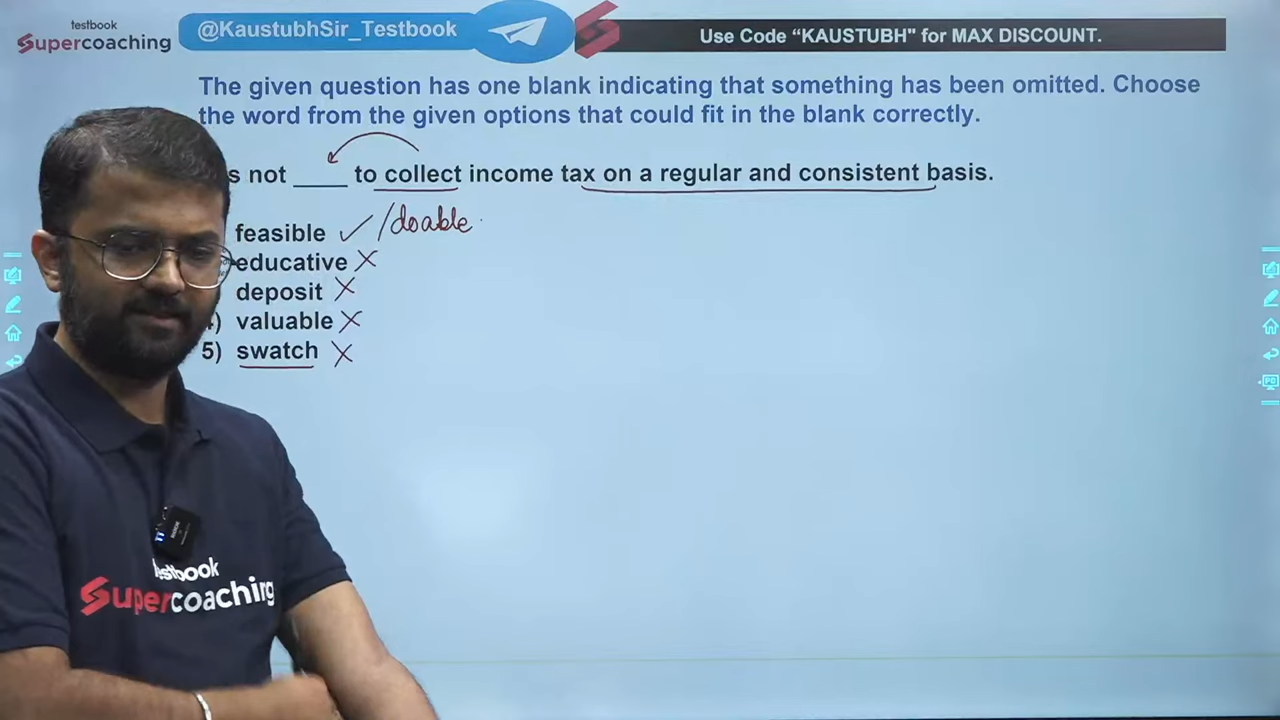 testbook
Supercoaching
@KaustubhSir_Testbook
Use Code “KAUSTUBH" for MAX DISCOUNT.
The given question has one blank indicating that something has been omitted. Choose
the word from the given options that could fit in the blank correctly.
s not ____ to collect income tax on a regular and consistent basis.
feasible ✓ /doable
educative X
deposit X
) valuable X
5) swatch X
PC
testbook
Supercoaching